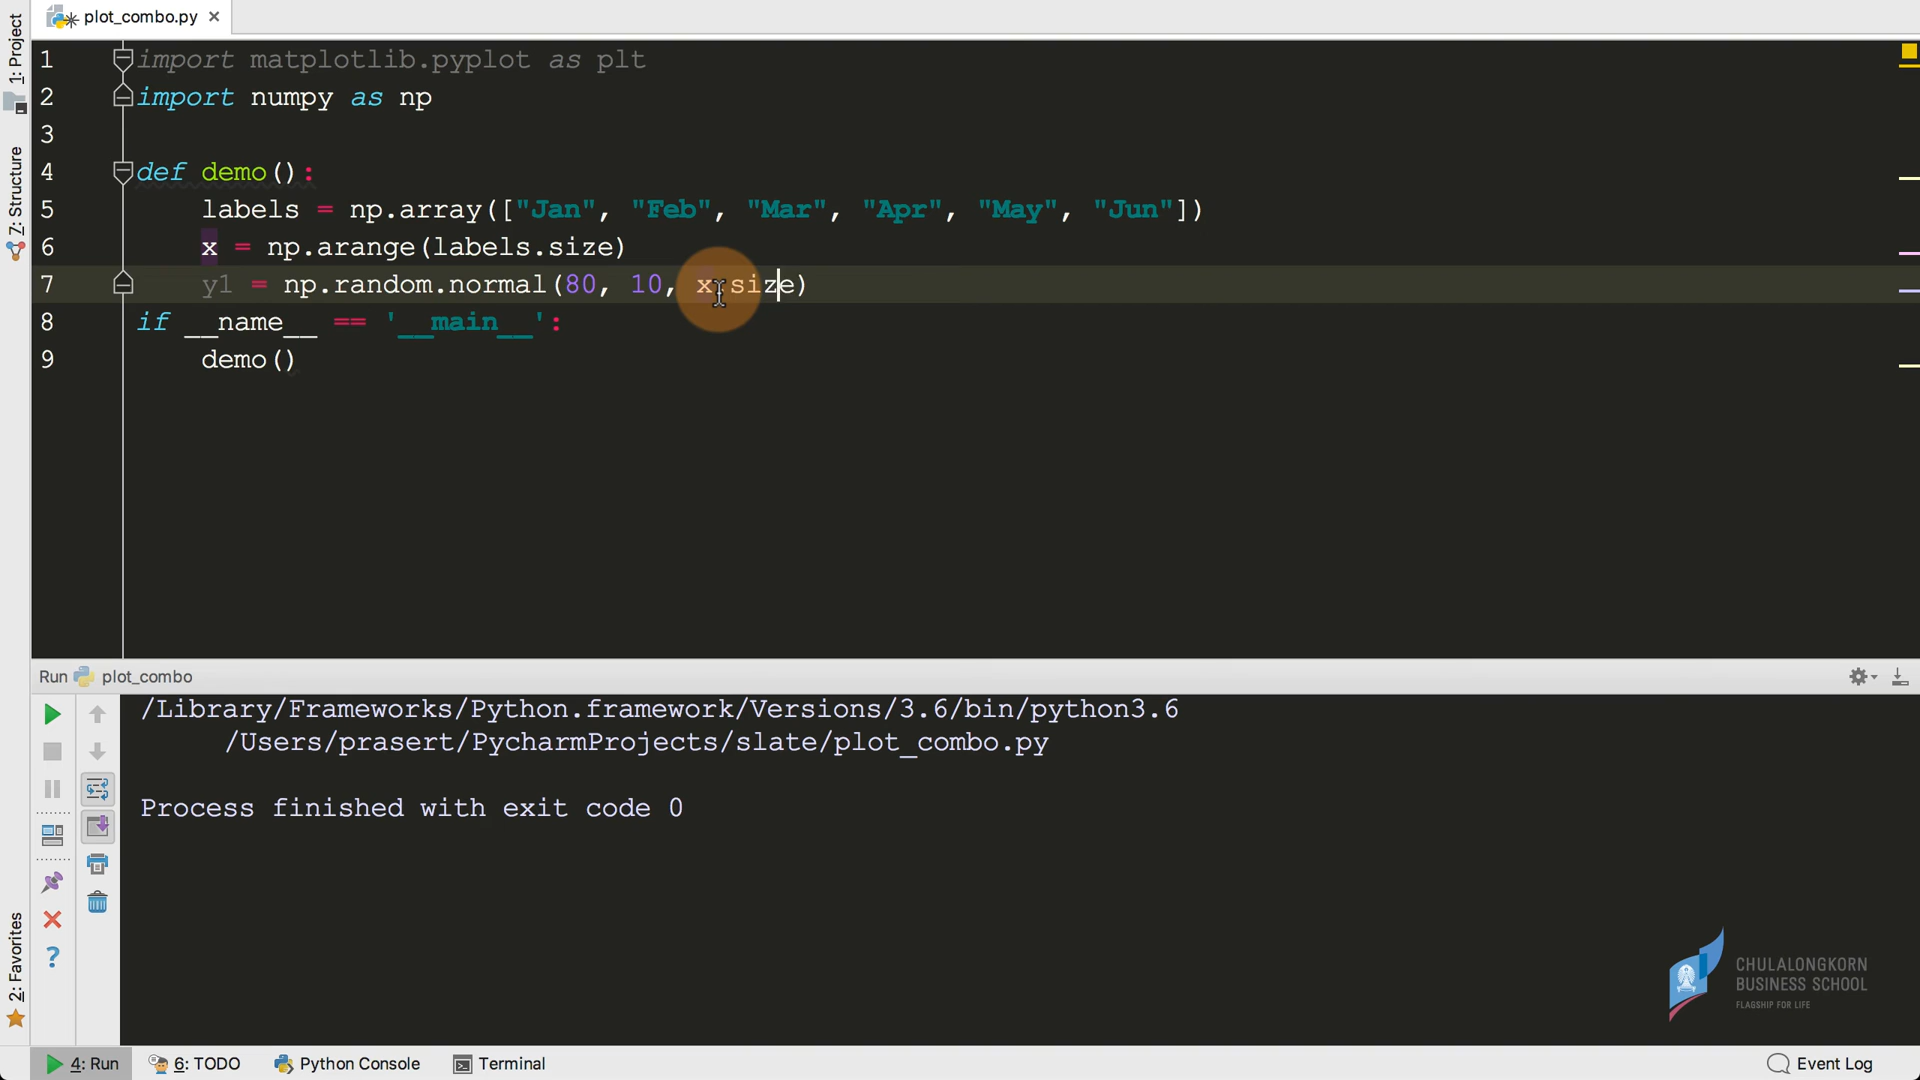 plot_combo.py
1: Project
Z: Structure
2: Favorites
1 import matplotlib.pyplot as plt
2 import numpy as np
3
4 def demo():
5 labels = np.array(["Jan", "Feb", "Mar", "Apr", "May", "Jun"])
6 x = np.arange(labels.size)
7 y1 = np.random.normal(80, 10, x.size)
8 if __name__ == '__main__':
9 demo()
Run plot_combo
/Library/Frameworks/Python.framework/Versions/3.6/bin/python3.6
/Users/prasert/PycharmProjects/slate/plot_combo.py
Process finished with exit code 0
CHULALONGKORN
BUSINESS SCHOOL
FLAGSHIP FOR LIFE
4: Run 6: TODO Python Console Terminal Event Log